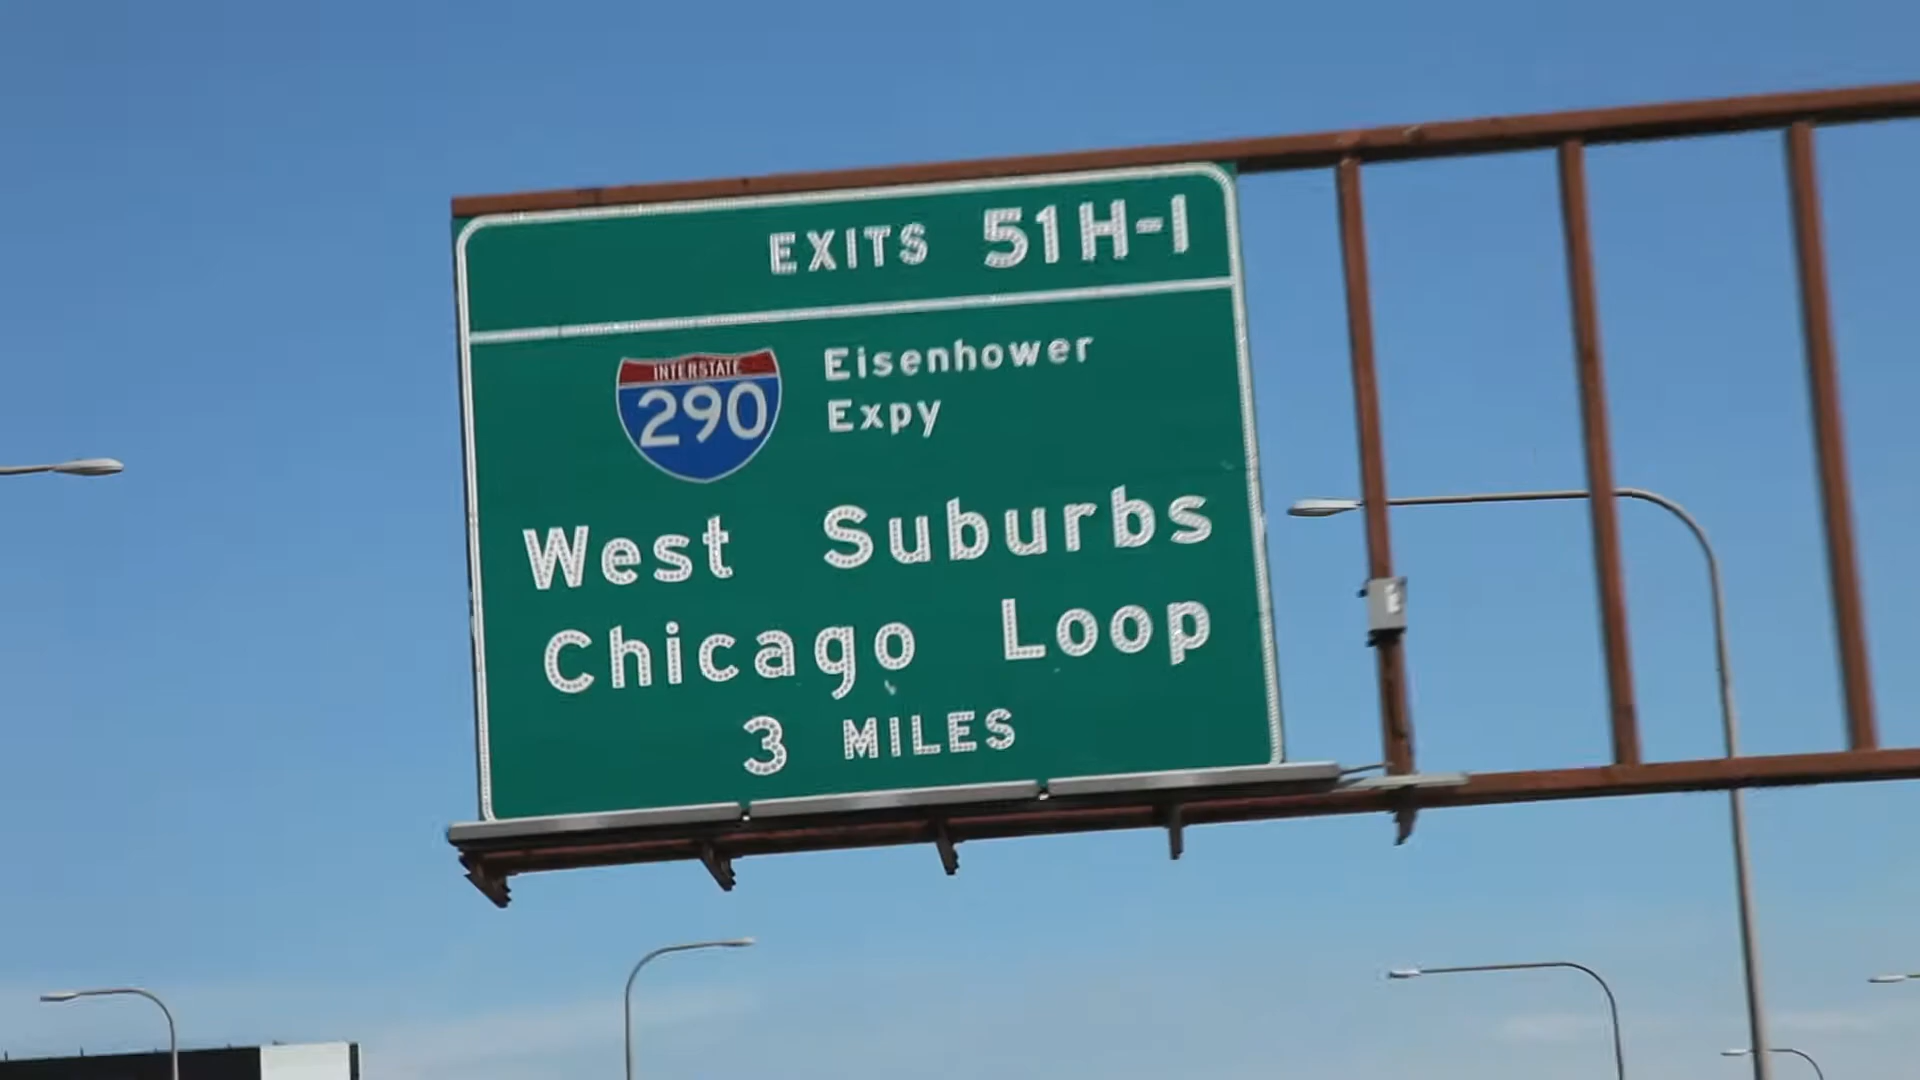 EXITS 51H-I
INTERSTATE
290
Eisenhower
Expy
West Suburbs
Chicago Loop
3 MILES